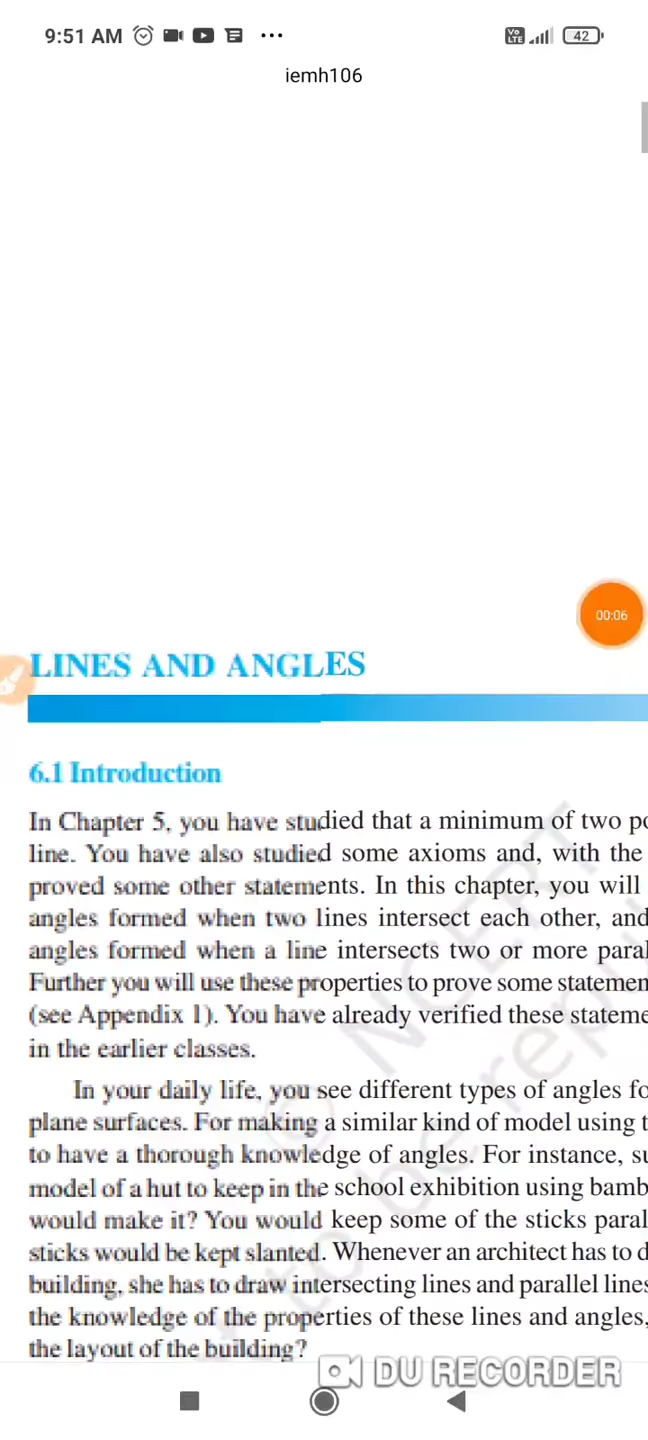 9:51 AM
Vo LTE
42
iemh106
00:06
LINES AND ANGLES
6.1 Introduction
In Chapter 5, you have studied that a minimum of two po
line. You have also studied some axioms and, with the
proved some other statements. In this chapter, you will
angles formed when two lines intersect each other, and
angles formed when a line intersects two or more paral
Further you will use these properties to prove some statemen
(see Appendix 1). You have already verified these stateme
in the earlier classes.
In your daily life, you see different types of angles fo
plane surfaces. For making a similar kind of model using t
to have a thorough knowledge of angles. For instance, su
model of a hut to keep in the school exhibition using bamb
would make it? You would keep some of the sticks paral
sticks would be kept slanted. Whenever an architect has to d
building, she has to draw intersecting lines and parallel lines
the knowledge of the properties of these lines and angles,
the layout of the building?
© NCERT
to be repu
DU RECORDER